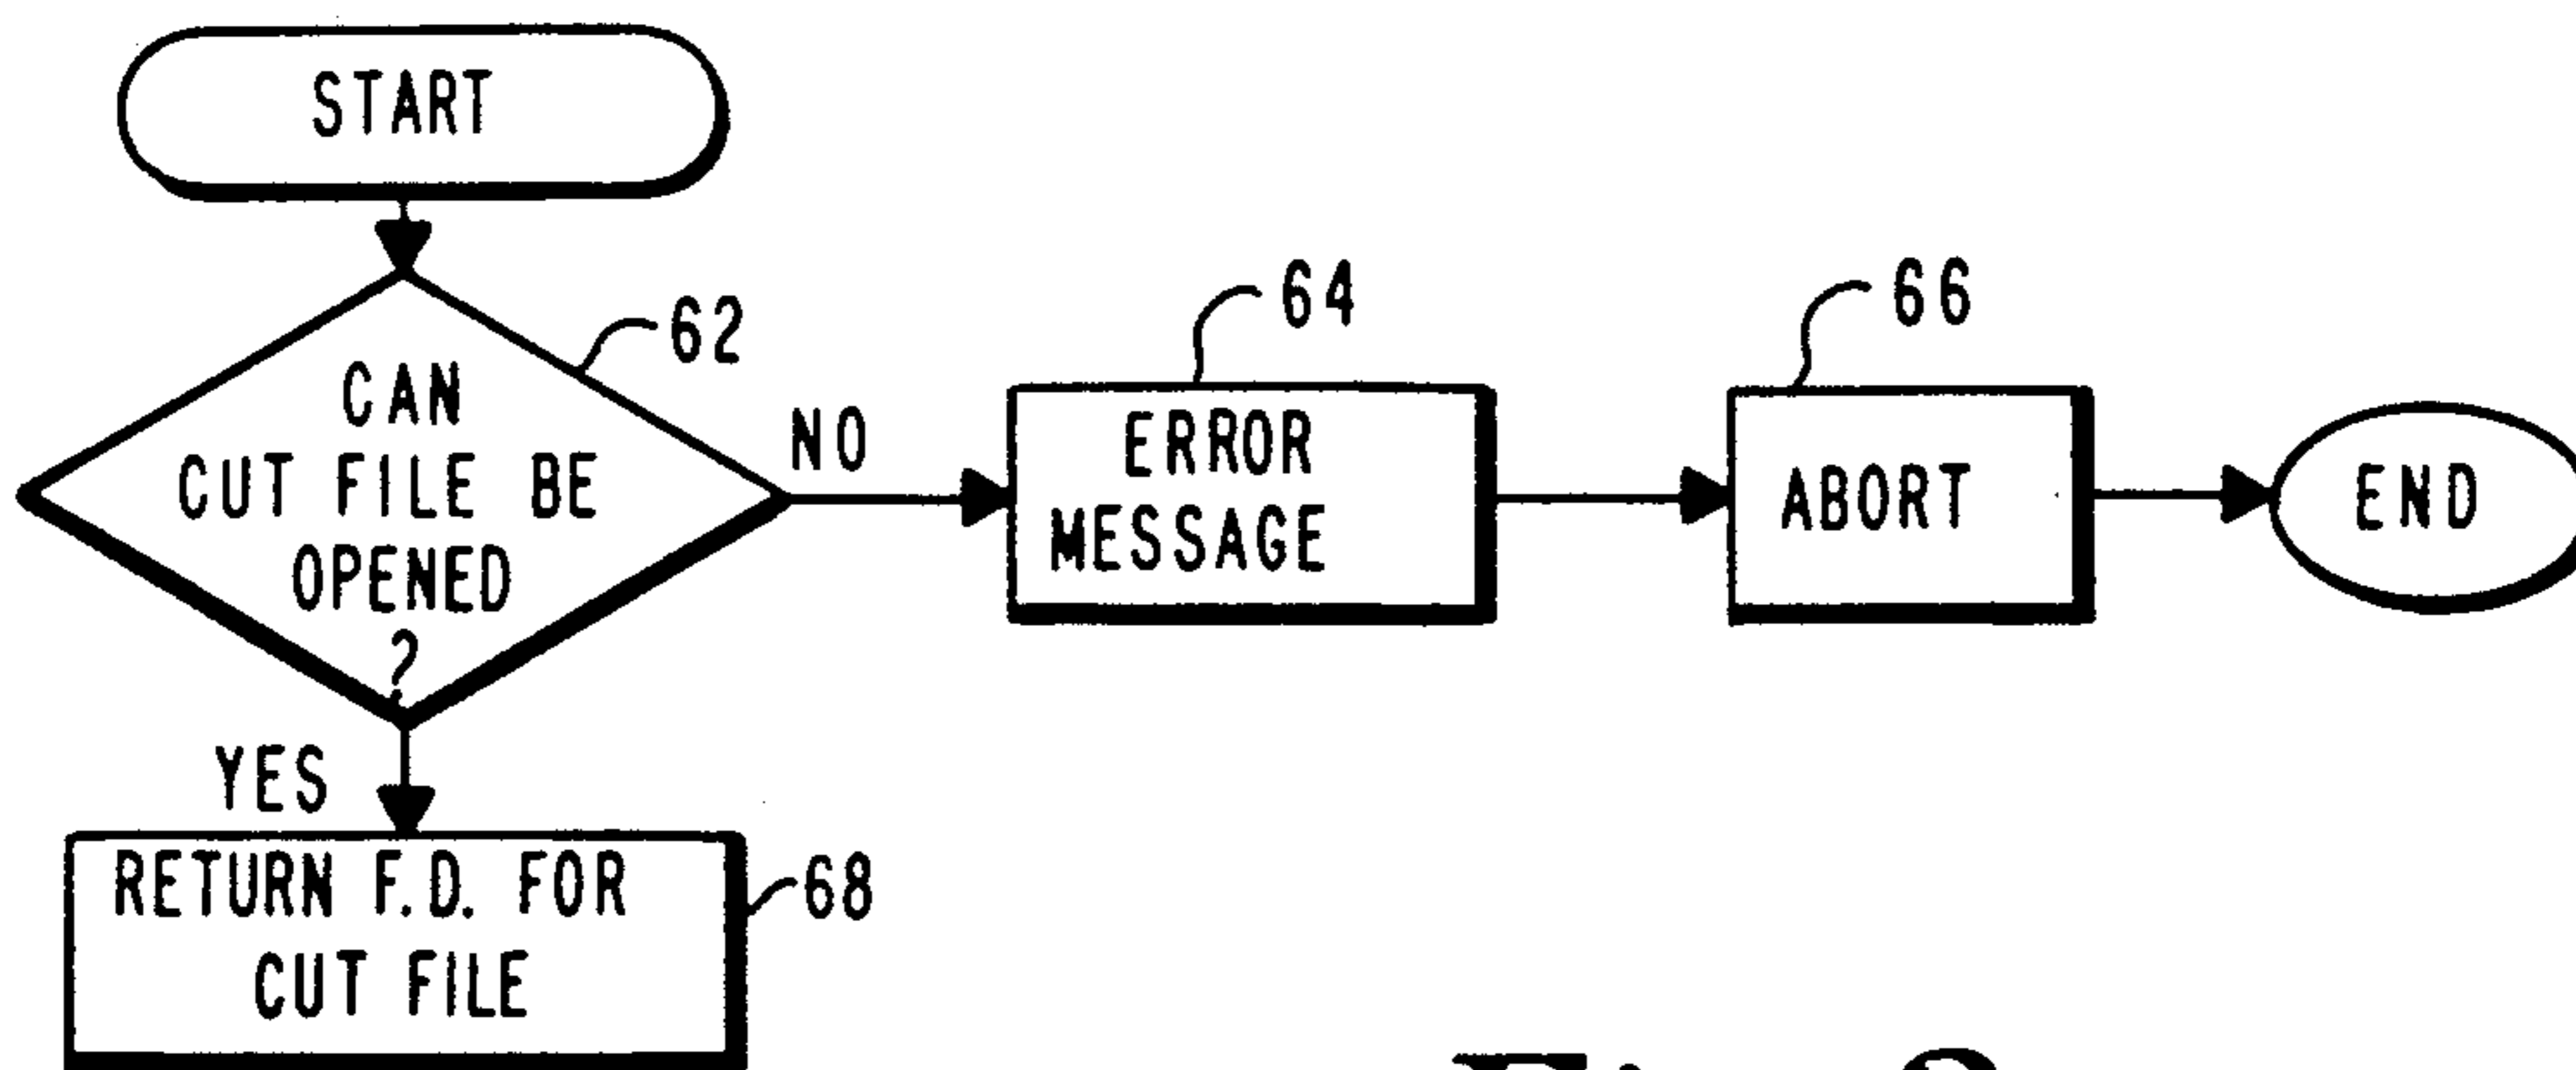 START
62
CAN
CUT FILE BE
OPENED
?
NO
64
ERROR
MESSAGE
66
ABORT
END
YES
RETURN F.D. FOR
CUT FILE
68